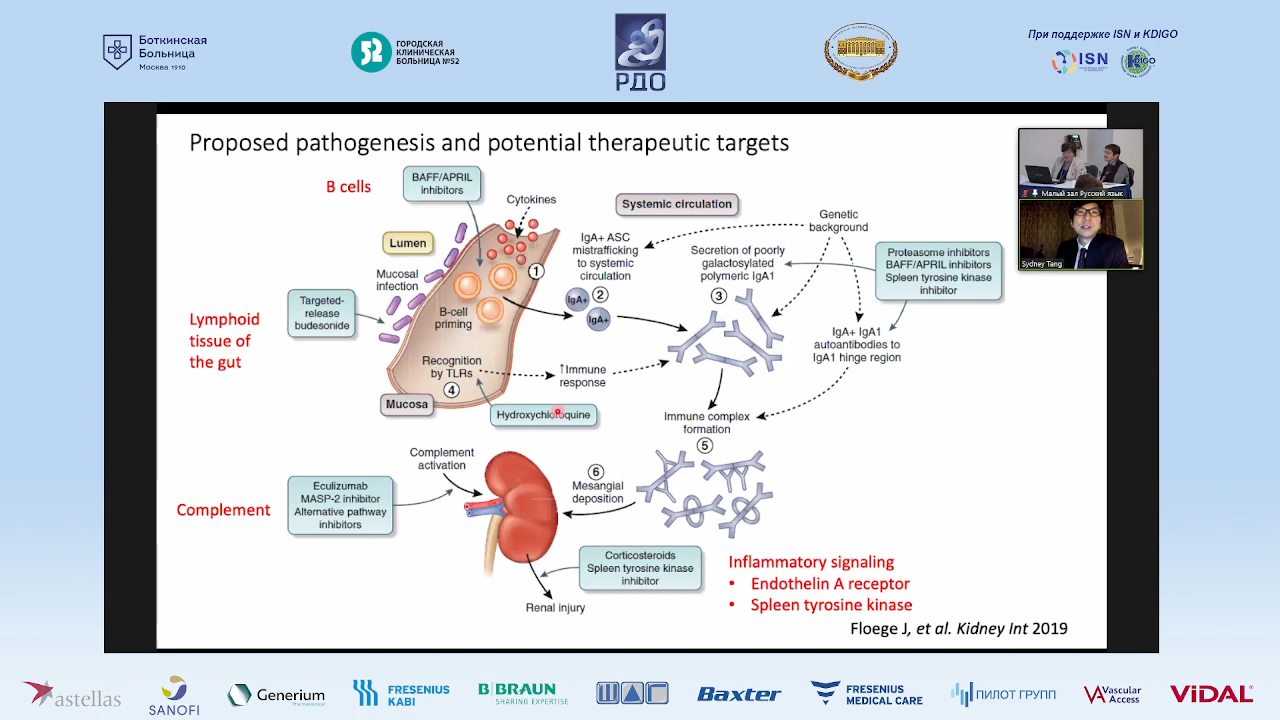 Боткинская
Больница
Москва 1910
52
ГОРОДСКАЯ
КЛИНИЧЕСКАЯ
БОЛЬНИЦА №52
РДО
При поддержке ISN и KDIGO
ISN
KDIGO
Proposed pathogenesis and potential therapeutic targets
B cells
BAFF/APRIL
inhibitors
Cytokines
Systemic circulation
Genetic
background
Lumen
IgA+ ASC
mistrafficking
to systemic
circulation
Secretion of poorly
galactosylated
polymeric IgA1
Proteasome inhibitors
BAFF/APRIL inhibitors
Spleen tyrosine kinase
inhibitor
Mucosal
infection
1
2
3
IgA+
IgA+
Targeted-
release
budesonide
Lymphoid
tissue of
the gut
B-cell
priming
IgA+ IgA1
autoantibodies to
IgA1 hinge region
Recognition
by TLRs
4
↑Immune
response
Mucosa
Hydroxychloroquine
Immune complex
formation
5
Complement
activation
6
Mesangial
deposition
Complement
Eculizumab
MASP-2 inhibitor
Alternative pathway
inhibitors
Corticosteroids
Spleen tyrosine kinase
inhibitor
Renal injury
Inflammatory signaling
• Endothelin A receptor
• Spleen tyrosine kinase
Floege J, et al. Kidney Int 2019
Малый зал Русский язык
Sydney Tang
astellas
SANOFI
Generium
Pharmaceutical
FRESENIUS
KABI
B BRAUN
SHARING EXPERTISE
ШАГ
Baxter
FRESENIUS
MEDICAL CARE
ПИЛОТ ГРУПП
VA Vascular
Access
ViDAL